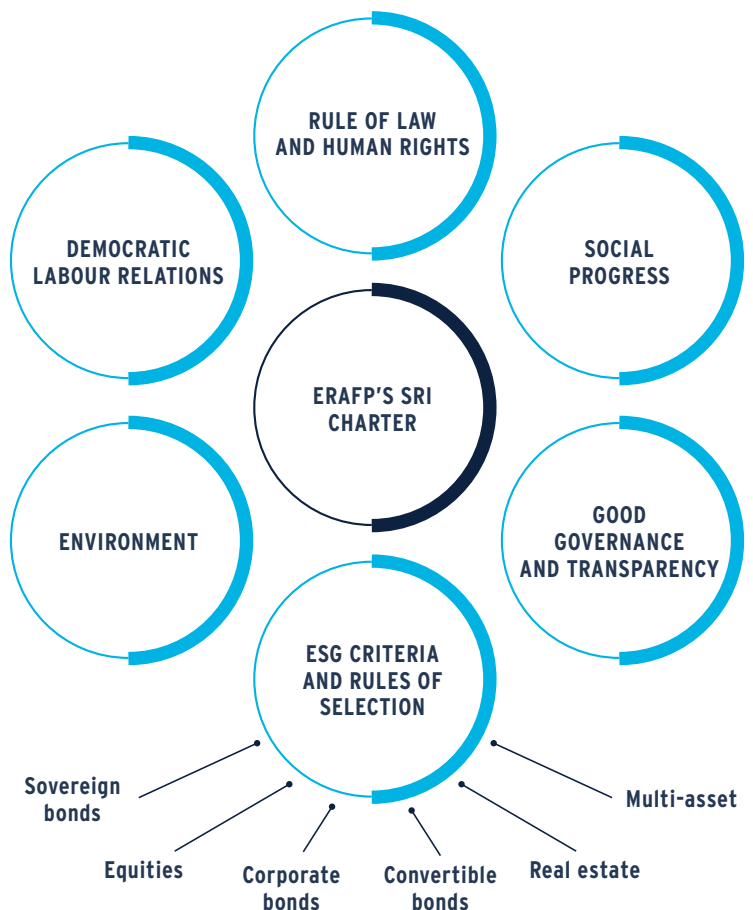 RULE OF LAW
AND HUMAN RIGHTS
DEMOCRATIC
LABOUR RELATIONS
SOCIAL
PROGRESS
ERAFP'S SRI
CHARTER
ENVIRONMENT
GOOD
GOVERNANCE
AND TRANSPARENCY
ESG CRITERIA
AND RULES OF
SELECTION
Sovereign
bonds
Equities
Corporate
bonds
Convertible
bonds
Real estate
Multi-asset